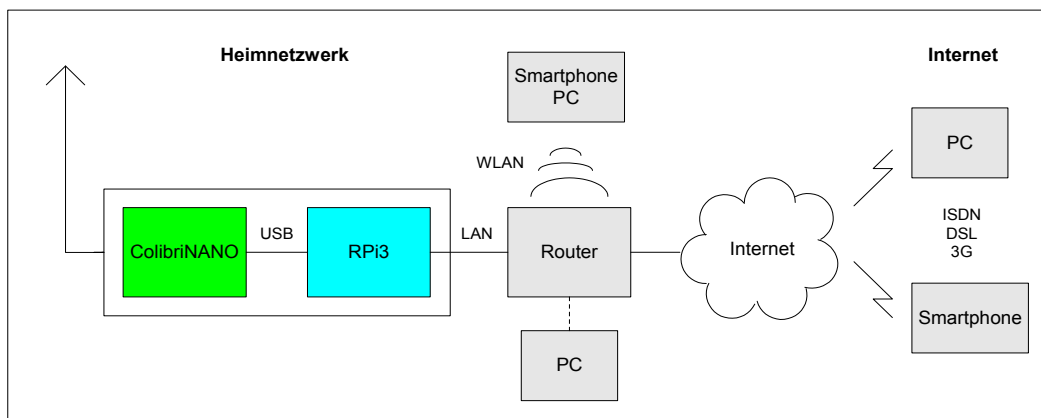 Heimnetzwerk
Internet
Smartphone
PC
WLAN
PC
ColibriNANO
USB
RPi3
LAN
Router
Internet
ISDN
DSL
3G
Smartphone
PC